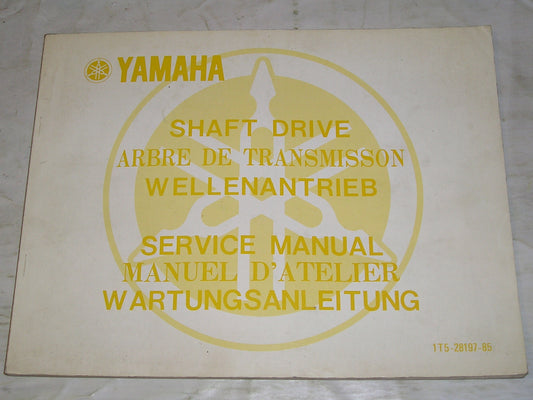 YAMAHA
SHAFT DRIVE
ARBRE DE TRANSMISSON
WELLENANTRIEB
SERVICE MANUAL
MANUEL D'ATELIER
WARTUNGSANLEITUNG
1T5-28197-85